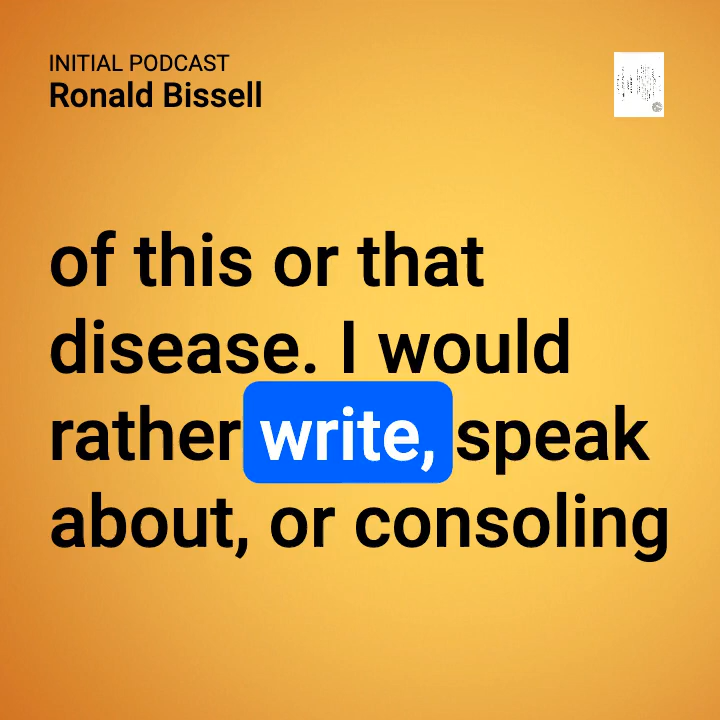 INITIAL PODCAST
Ronald Bissell
of this or that
disease. I would
rather write, speak
about, or consoling